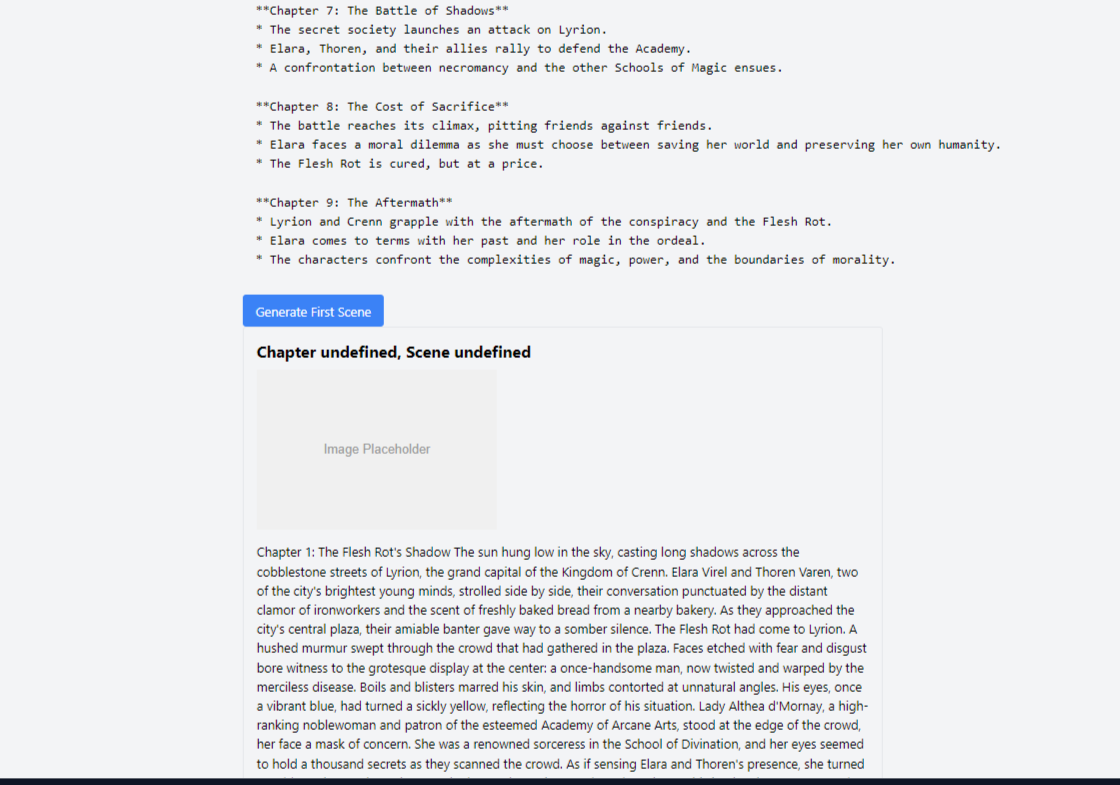 **Chapter 7: The Battle of Shadows**
* The secret society launches an attack on Lyrion.
* Elara, Thoren, and their allies rally to defend the Academy.
* A confrontation between necromancy and the other Schools of Magic ensues.
**Chapter 8: The Cost of Sacrifice**
* The battle reaches its climax, pitting friends against friends.
* Elara faces a moral dilemma as she must choose between saving her world and preserving her own humanity.
* The Flesh Rot is cured, but at a price.
**Chapter 9: The Aftermath**
* Lyrion and Crenn grapple with the aftermath of the conspiracy and the Flesh Rot.
* Elara comes to terms with her past and her role in the ordeal.
* The characters confront the complexities of magic, power, and the boundaries of morality.
Generate First Scene
Chapter undefined, Scene undefined
Image Placeholder
Chapter 1: The Flesh Rot's Shadow The sun hung low in the sky, casting long shadows across the
cobblestone streets of Lyrion, the grand capital of the Kingdom of Crenn. Elara Virel and Thoren Varen, two
of the city's brightest young minds, strolled side by side, their conversation punctuated by the distant
clamor of ironworkers and the scent of freshly baked bread from a nearby bakery. As they approached the
city's central plaza, their amiable banter gave way to a somber silence. The Flesh Rot had come to Lyrion. A
hushed murmur swept through the crowd that had gathered in the plaza. Faces etched with fear and disgust
bore witness to the grotesque display at the center: a once-handsome man, now twisted and warped by the
merciless disease. Boils and blisters marred his skin, and limbs contorted at unnatural angles. His eyes, once
a vibrant blue, had turned a sickly yellow, reflecting the horror of his situation. Lady Althea d'Mornay, a high-
ranking noblewoman and patron of the esteemed Academy of Arcane Arts, stood at the edge of the crowd,
her face a mask of concern. She was a renowned sorceress in the School of Divination, and her eyes seemed
to hold a thousand secrets as they scanned the crowd. As if sensing Elara and Thoren's presence, she turned